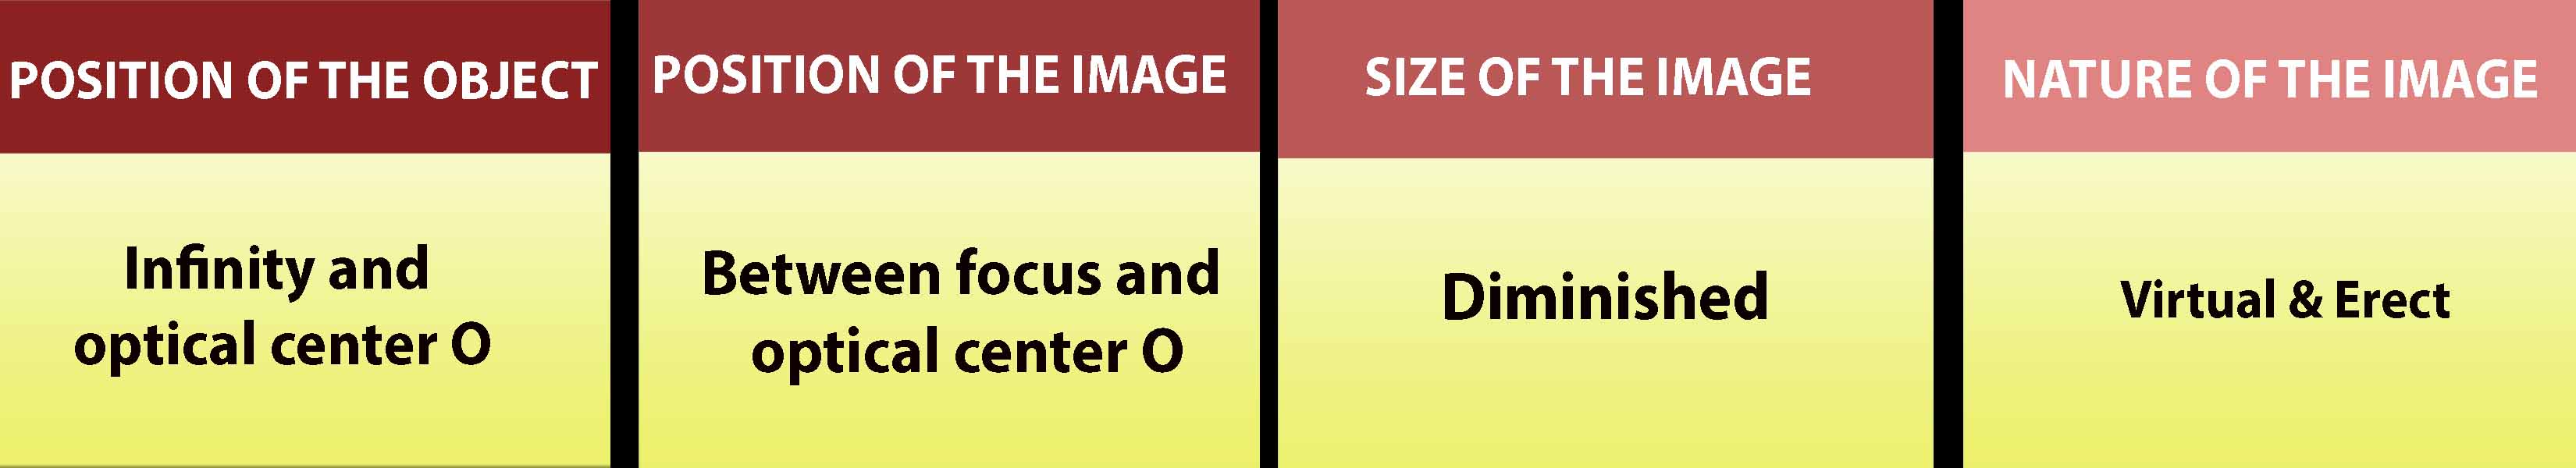 POSITION OF THE OBJECT
POSITION OF THE IMAGE
SIZE OF THE IMAGE
NATURE OF THE IMAGE
Infinity and
optical center O
Between focus and
optical center O
Diminished
Virtual & Erect